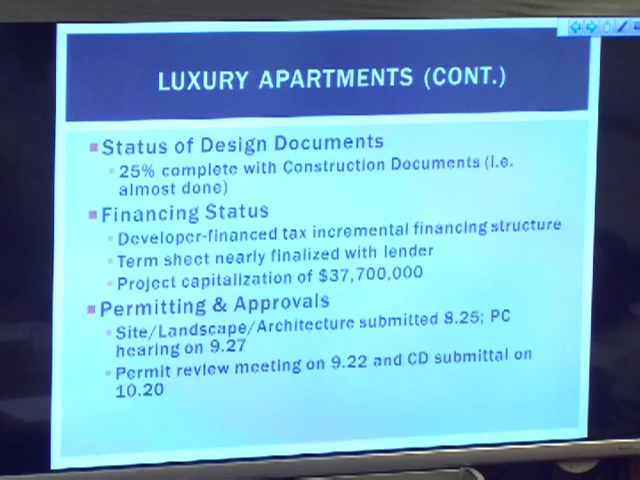 LUXURY APARTMENTS (CONT.)
Status of Design Documents
25% complete with Construction Documents (i.e.
almost done)
Financing Status
Developer-financed tax incremental financing structure
Term sheet nearly finalized with lender
Project capitalization of $37,700,000
Permitting & Approvals
Site/Landscape/Architecture submitted 8.25; PC
hearing on 9.27
Permit review meeting on 9.22 and CD submittal on
10.20